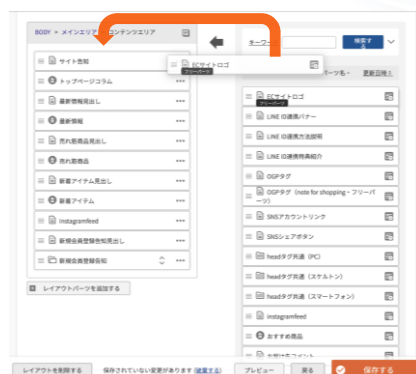 BODY > メインエリア コンテンツエリア
サイト告知
トップページコラム
最新情報見出し
最新情報
売れ筋商品見出し
売れ筋商品
新着アイテム見出し
新着アイテム
Instagramfeed
新規会員登録告知見出し
新規会員登録告知
レイアウトパーツを追加する
キーワード
検索する
ECサイトロゴ
フリーパーツ
パーツ名
更新日時
ECサイトロゴ
フリーパーツ
LINE ID連携バナー
LINE ID連携方法説明
LINE ID連携特典紹介
OGPタグ
OGPタグ（note for shopping・フリーパーツ）
SNSアカウントリンク
SNSシェアボタン
headタグ共通（PC）
headタグ共通（スケルトン）
headタグ共通（スマートフォン）
Instagramfeed
おすすめ商品
レイアウトを削除する
保存されていない変更があります (破棄する)
プレビュー
戻る
保存する